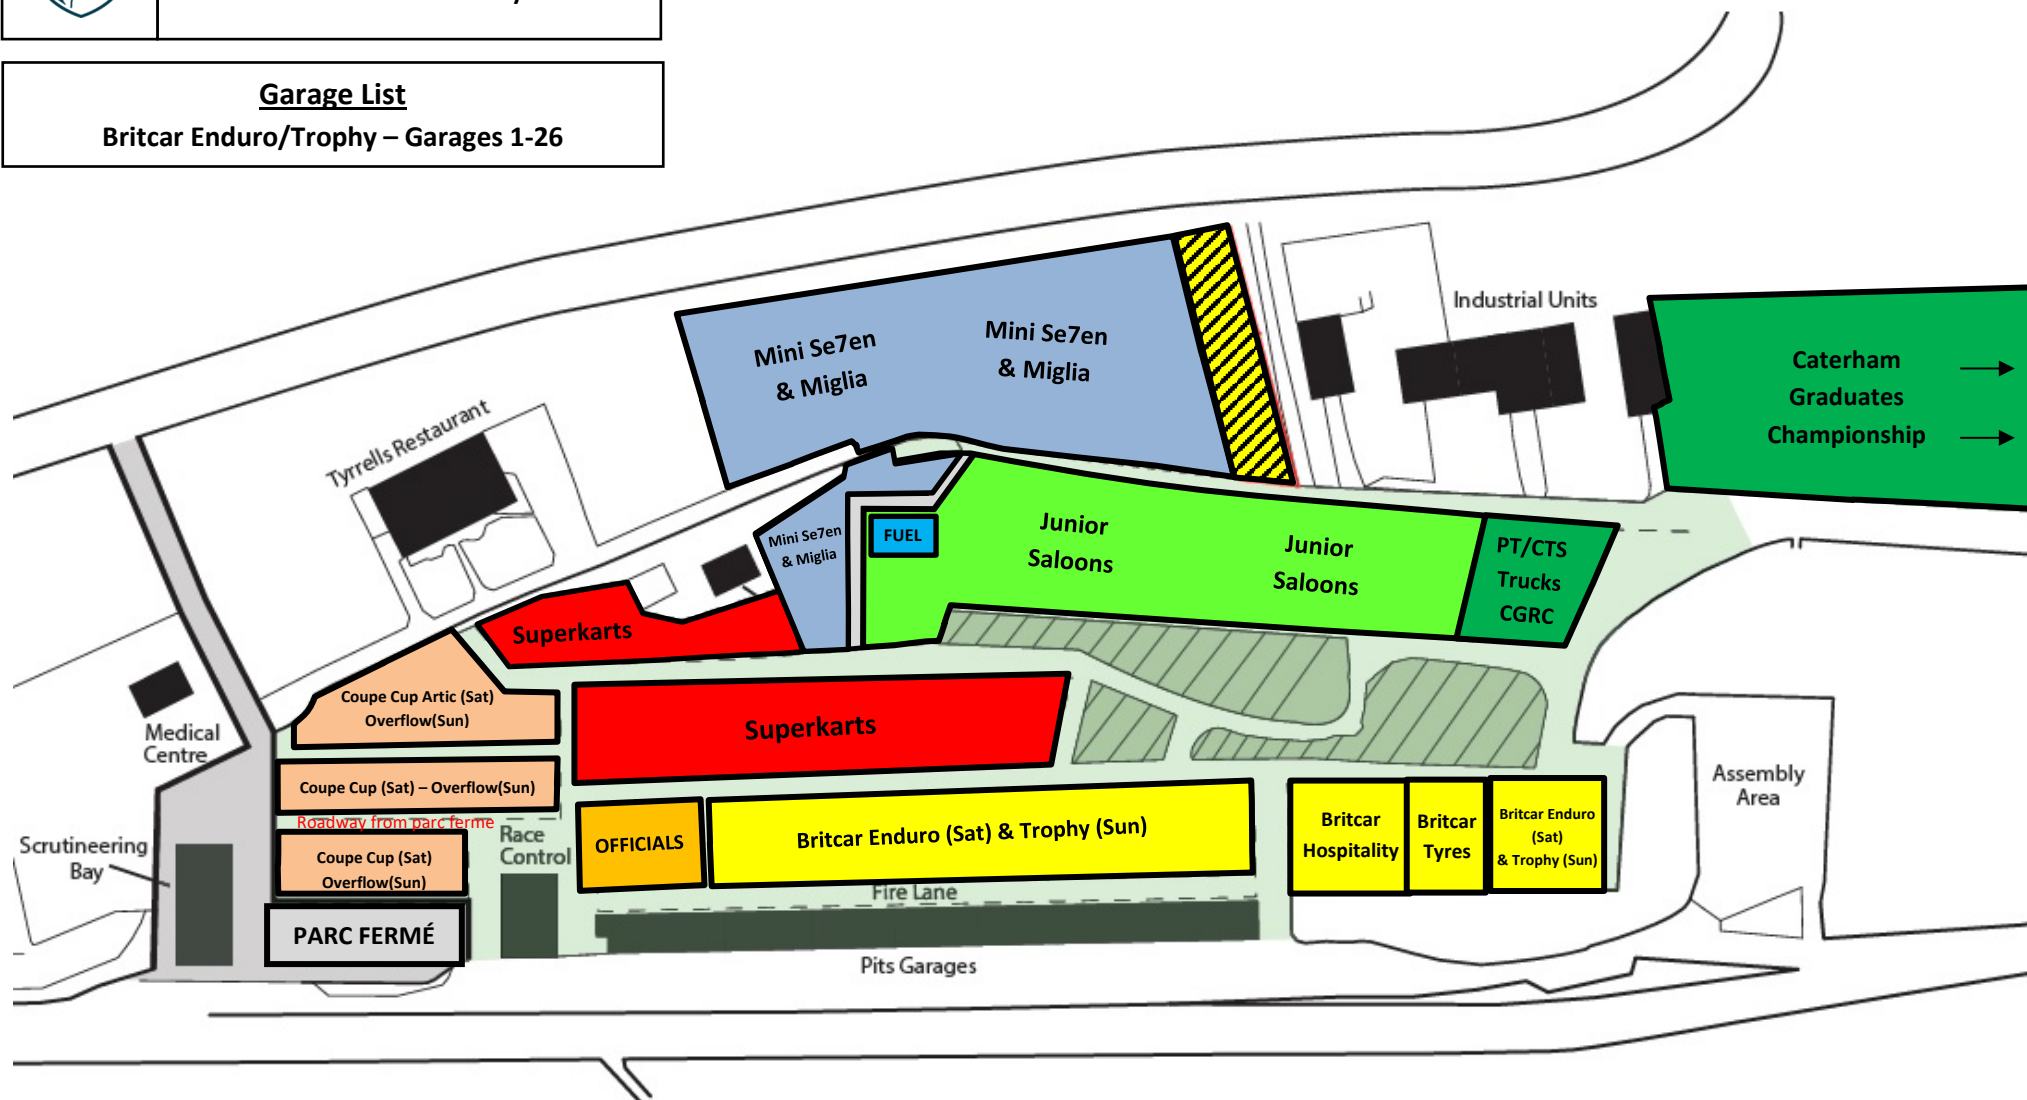 Garage List
Britcar Enduro/Trophy – Garages 1-26
Industrial Units
Mini Se7en
& Miglia
Mini Se7en
& Miglia
Caterham
Graduates
Championship
Tyrrells Restaurant
Mini Se7en
& Miglia
FUEL
Junior
Saloons
Junior
Saloons
PT/CTS
Trucks
CGRC
Superkarts
Coupe Cup Artic (Sat)
Overflow(Sun)
Superkarts
Medical
Centre
Coupe Cup (Sat) – Overflow(Sun)
Roadway from parc ferme
Assembly
Area
Scrutineering
Bay
Coupe Cup (Sat)
Overflow(Sun)
Race
Control
OFFICIALS
Britcar Enduro (Sat) & Trophy (Sun)
Britcar
Hospitality
Britcar
Tyres
Britcar Enduro
(Sat)
& Trophy (Sun)
Fire Lane
PARC FERMÉ
Pits Garages